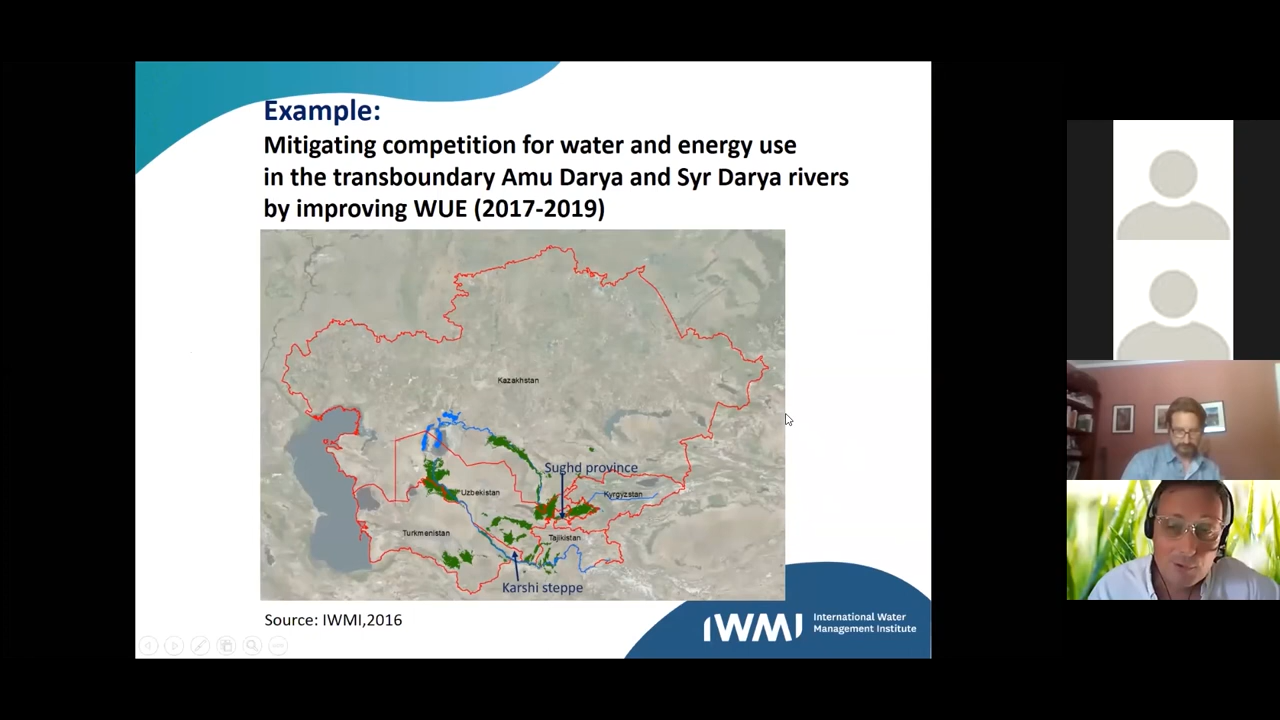 Example:
Mitigating competition for water and energy use
in the transboundary Amu Darya and Syr Darya rivers
by improving WUE (2017-2019)
Kazakhstan
Sughd province
Uzbekistan
Kyrgyzstan
Turkmenistan
Tajikistan
Karshi steppe
Source: IWMI,2016
IWMI
International Water
Management Institute